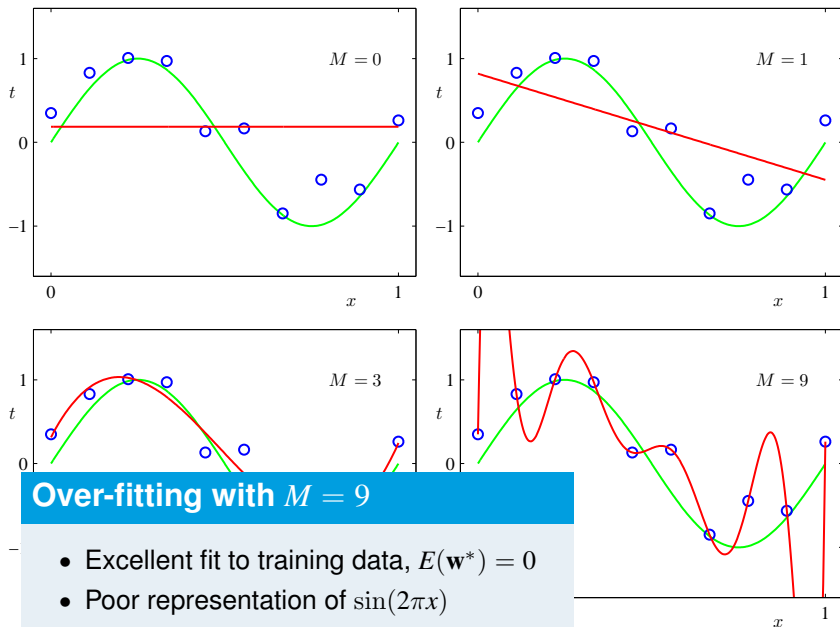 M = 0
1
t
0
−1
0
x
1
M = 1
1
t
0
−1
0
x
1
M = 3
1
t
0
−1
M = 9
1
t
0
x
1
Over-fitting with M = 9
• Excellent fit to training data, E(w*) = 0
• Poor representation of sin(2πx)